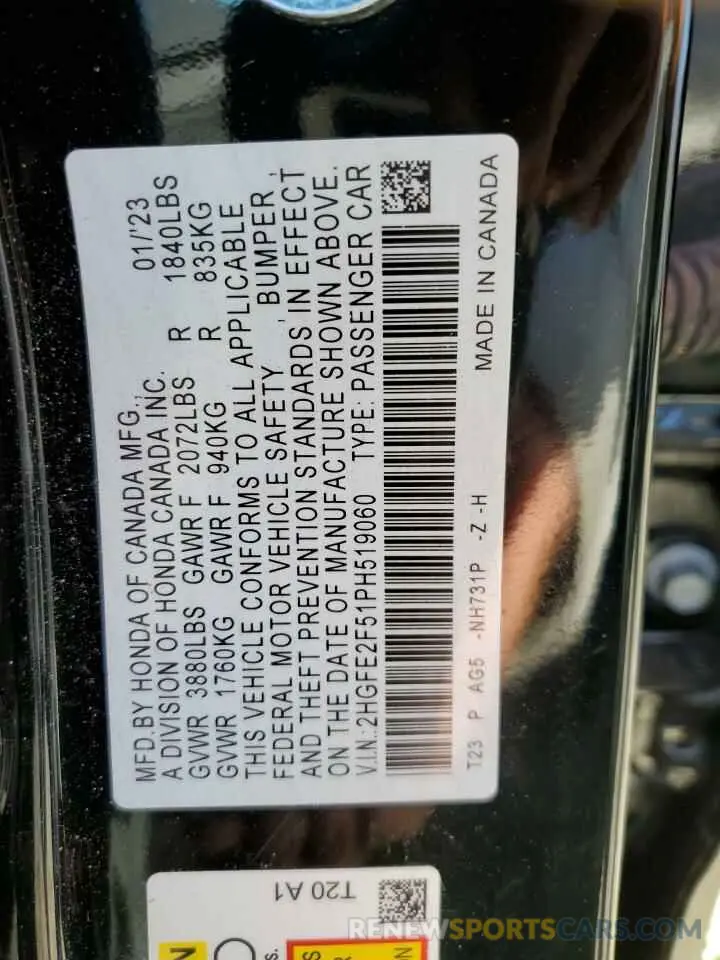 MFD.BY HONDA OF CANADA MFG., 01/'23
A DIVISION OF HONDA CANADA INC.
GVWR 3880LBS GAWR F 2072LBS R 1840LBS
GVWR 1760KG GAWR F 940KG R 835KG
THIS VEHICLE CONFORMS TO ALL APPLICABLE
FEDERAL MOTOR VEHICLE SAFETY , BUMPER ,
AND THEFT PREVENTION STANDARDS IN EFFECT
ON THE DATE OF MANUFACTURE SHOWN ABOVE.
V.I.N.:2HGFE2F51PH519060 TYPE: PASSENGER CAR
T23 P AG5 -NH731P -Z -H MADE IN CANADA
T20 A1
RENEWSPORTSCARS.COM